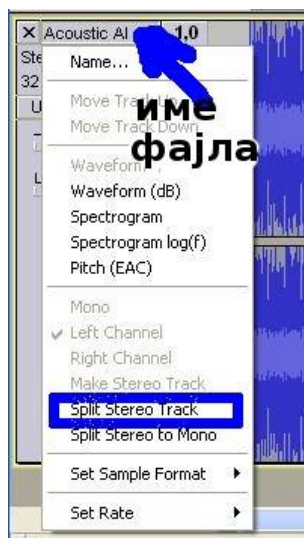 X Acoustic Al 1,0
Ste
Name...
32
Move Track Up
име
Move Track Down
фајла
Waveform
Waveform (dB)
Spectrogram
Spectrogram log(f)
Pitch (EAC)
Mono
Left Channel
Right Channel
Make Stereo Track
Split Stereo Track
Split Stereo to Mono
Set Sample Format
Set Rate